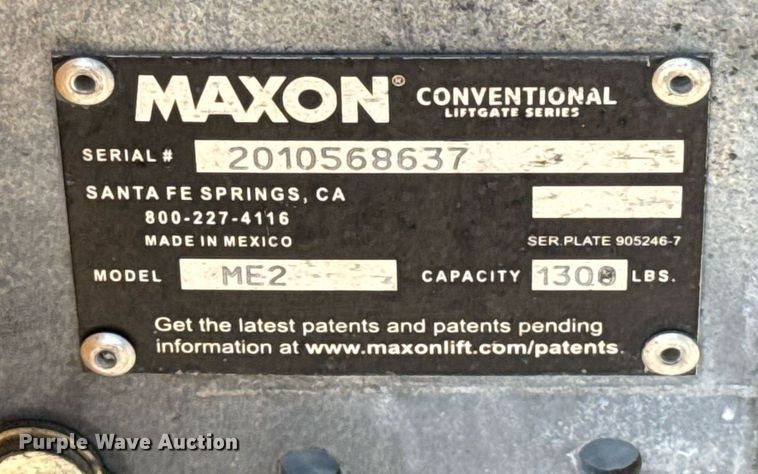 MAXON® CONVENTIONAL
LIFTGATE SERIES
SERIAL # 2010568637
SANTA FE SPRINGS, CA
800-227-4116
MADE IN MEXICO
SER.PLATE 905246-7
MODEL ME2 CAPACITY 1300 LBS.
Get the latest patents and patents pending
information at www.maxonlift.com/patents.
Purple Wave Auction